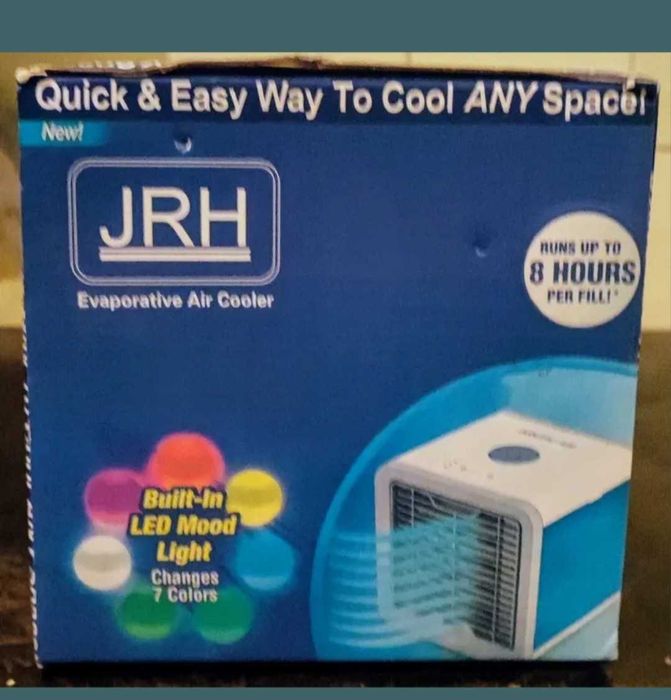 Quick & Easy Way To Cool ANY Space!
New!
JRH
Evaporative Air Cooler
RUNS UP TO
8 HOURS
PER FILL!*
Built-In
LED Mood
Light
Changes
7 Colors